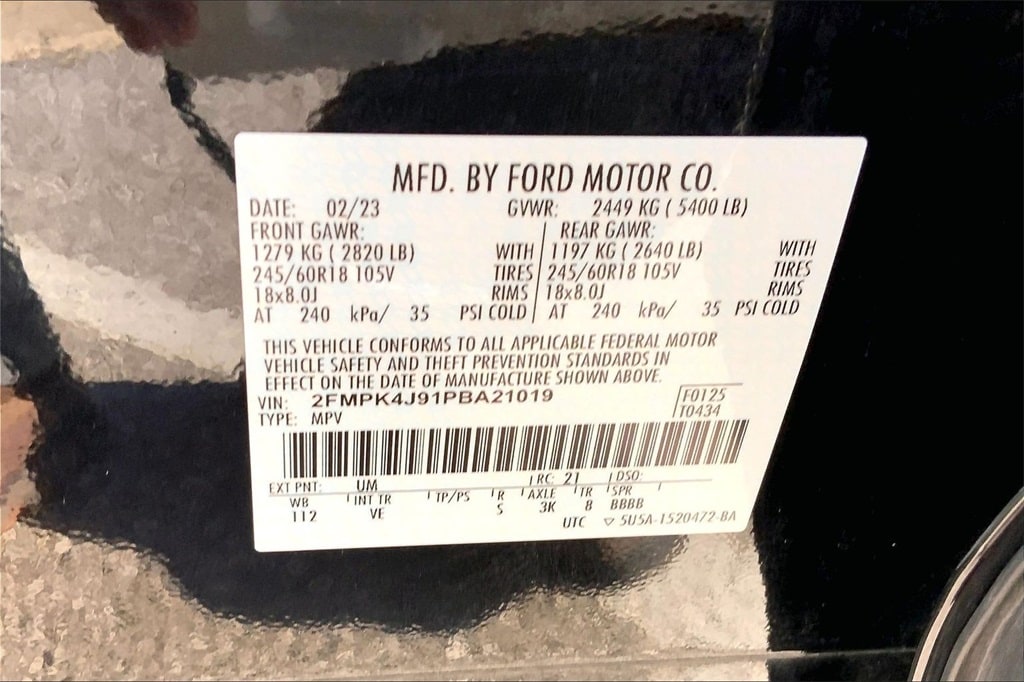 MFD. BY FORD MOTOR CO.
DATE: 02/23 GVWR: 2449 KG ( 5400 LB)
FRONT GAWR: REAR GAWR:
1279 KG ( 2820 LB) WITH 1197 KG ( 2640 LB) WITH
245/60R18 105V TIRES 245/60R18 105V TIRES
18x8.0J RIMS 18x8.0J RIMS
AT 240 kPa/ 35 PSI COLD AT 240 kPa/ 35 PSI COLD
THIS VEHICLE CONFORMS TO ALL APPLICABLE FEDERAL MOTOR
VEHICLE SAFETY AND THEFT PREVENTION STANDARDS IN
EFFECT ON THE DATE OF MANUFACTURE SHOWN ABOVE.
VIN: 2FMPK4J91PBA21019 F0125
TYPE: MPV T0434
EXT PNT: UM RC: 21 DSO:
WB INT TR TP/PS R AXLE TR SPR
112 VE S 3K 8 BBBB
UTC ▽ 5U5A-1520472-BA